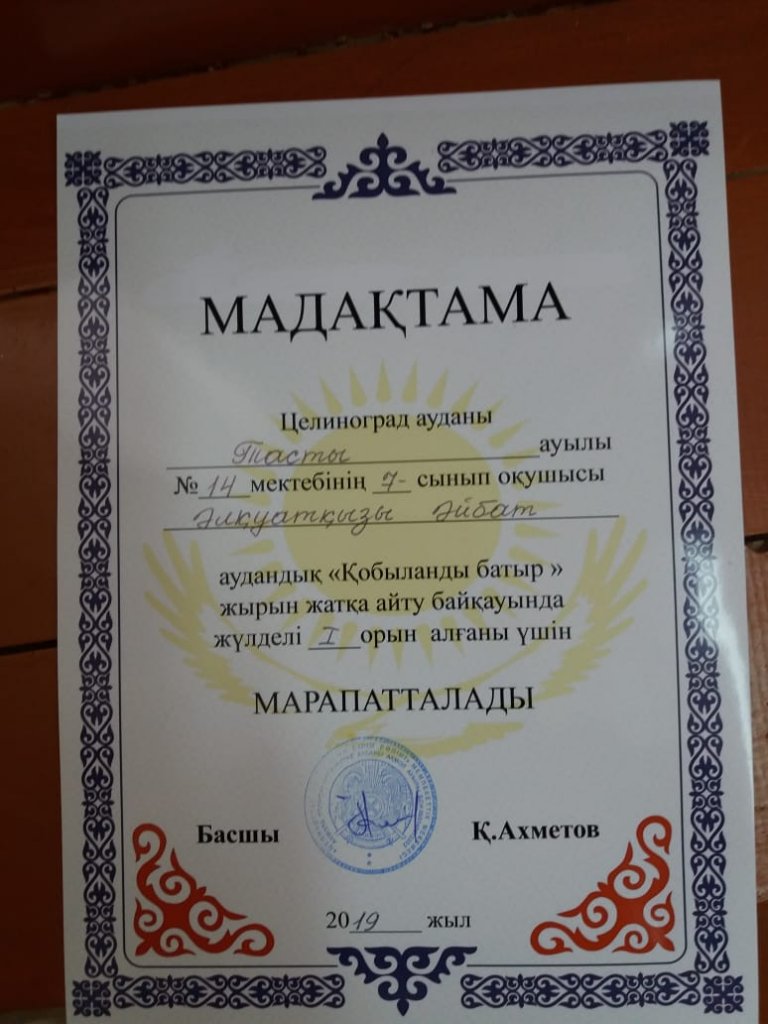 МАДАҚТАМА
Целиноград ауданы
Тасты ауылы
№ 14 мектебінің 7- сынып оқушысы
Әлқуатқызы Әйбат
аудандық «Қобыланды батыр »
жырын жатқа айту байқауында
жүлделі I орын алғаны үшін
МАРАПАТТАЛАДЫ
Басшы Қ.Ахметов
2019 жыл